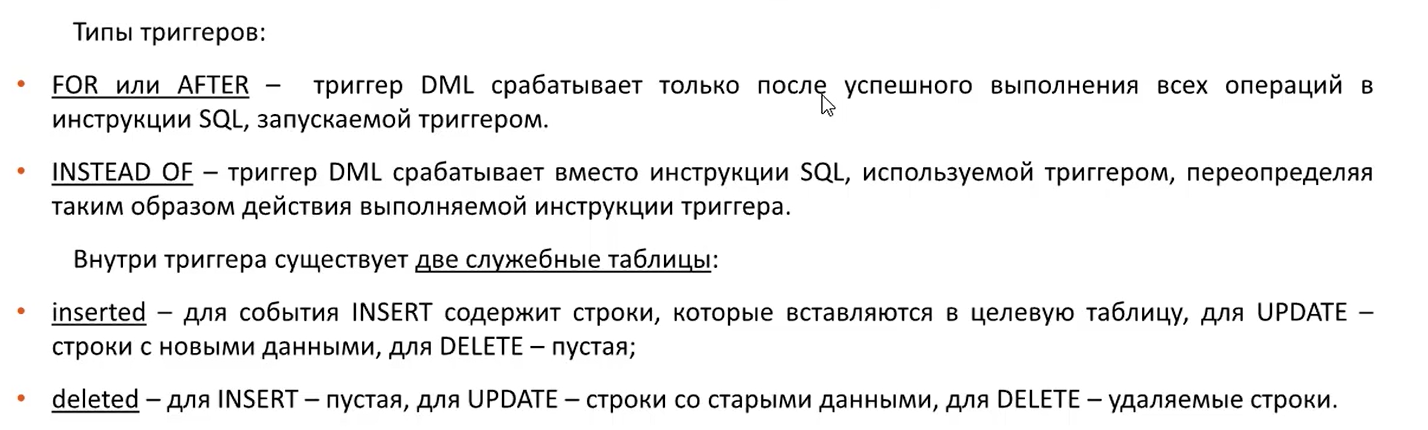 Типы триггеров:
• FOR или AFTER – триггер DML срабатывает только после успешного выполнения всех операций в
инструкции SQL, запускаемой триггером.
• INSTEAD OF – триггер DML срабатывает вместо инструкции SQL, используемой триггером, переопределяя
таким образом действия выполняемой инструкции триггера.
Внутри триггера существует две служебные таблицы:
• inserted – для события INSERT содержит строки, которые вставляются в целевую таблицу, для UPDATE –
строки с новыми данными, для DELETE – пустая;
• deleted – для INSERT – пустая, для UPDATE – строки со старыми данными, для DELETE – удаляемые строки.